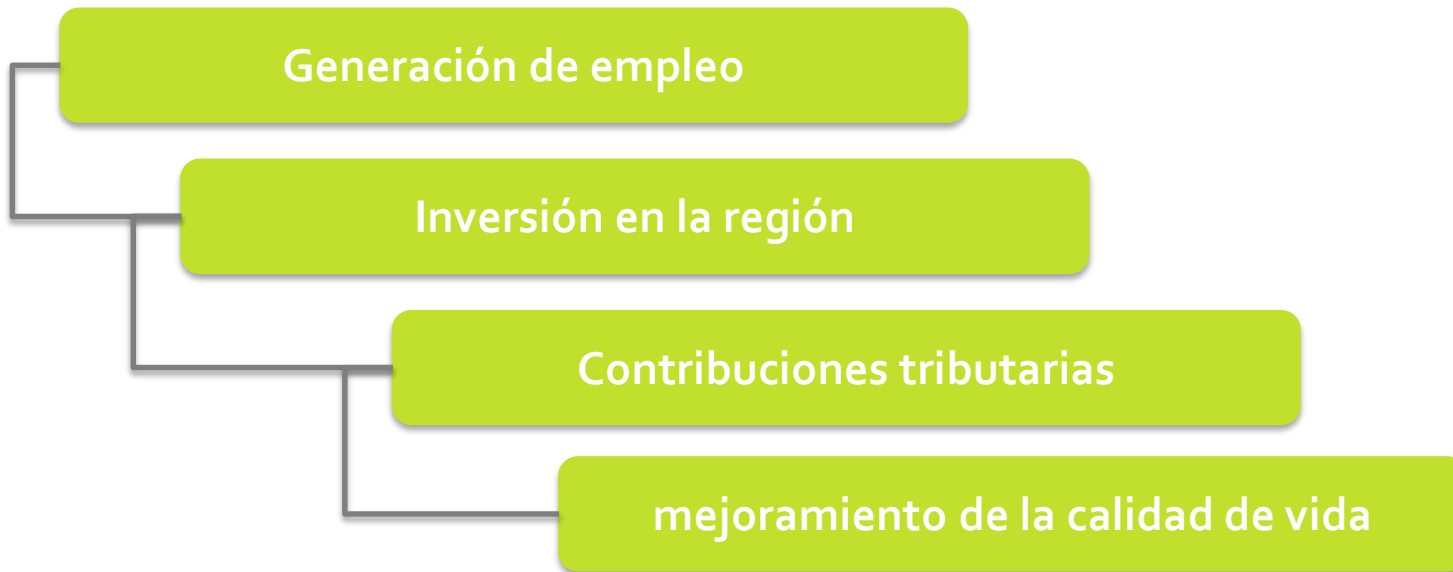 Generación de empleo
Inversión en la región
Contribuciones tributarias
mejoramiento de la calidad de vida